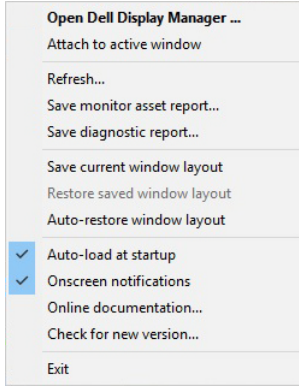 Open Dell Display Manager ...
Attach to active window
Refresh...
Save monitor asset report...
Save diagnostic report...
Save current window layout
Restore saved window layout
Auto-restore window layout
Auto-load at startup
Onscreen notifications
Online documentation...
Check for new version...
Exit